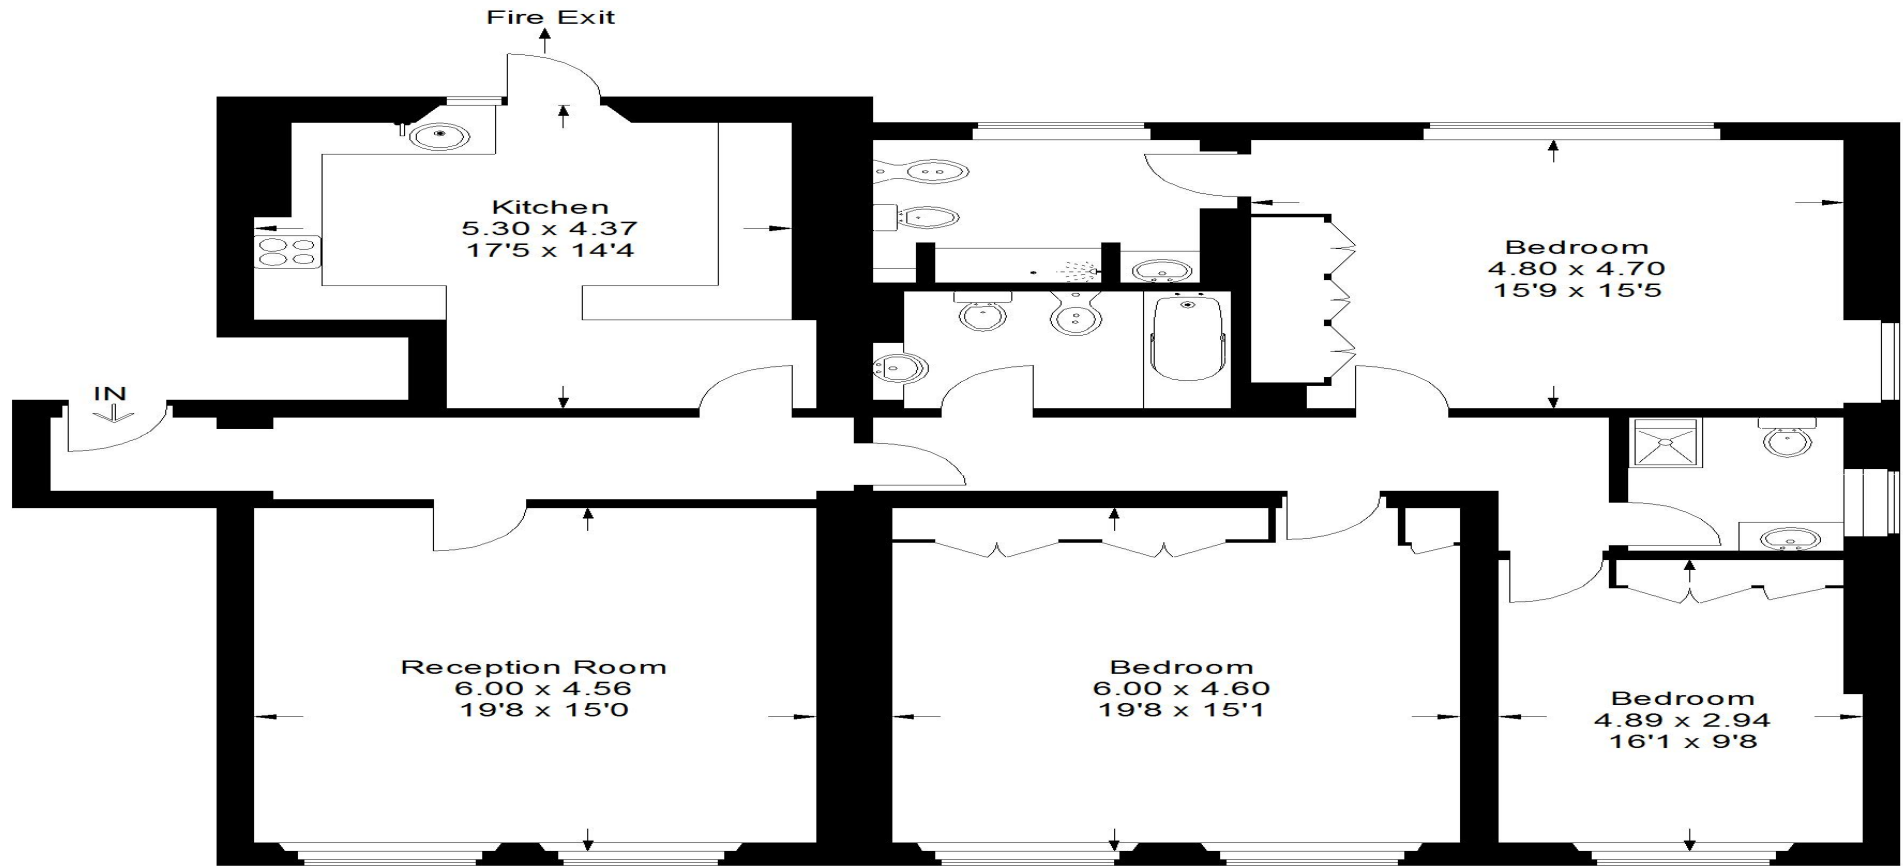 Fire Exit
Kitchen
5.30 x 4.37
17'5 x 14'4
Bedroom
4.80 x 4.70
15'9 x 15'5
IN
Reception Room
6.00 x 4.56
19'8 x 15'0
Bedroom
6.00 x 4.60
19'8 x 15'1
Bedroom
4.89 x 2.94
16'1 x 9'8